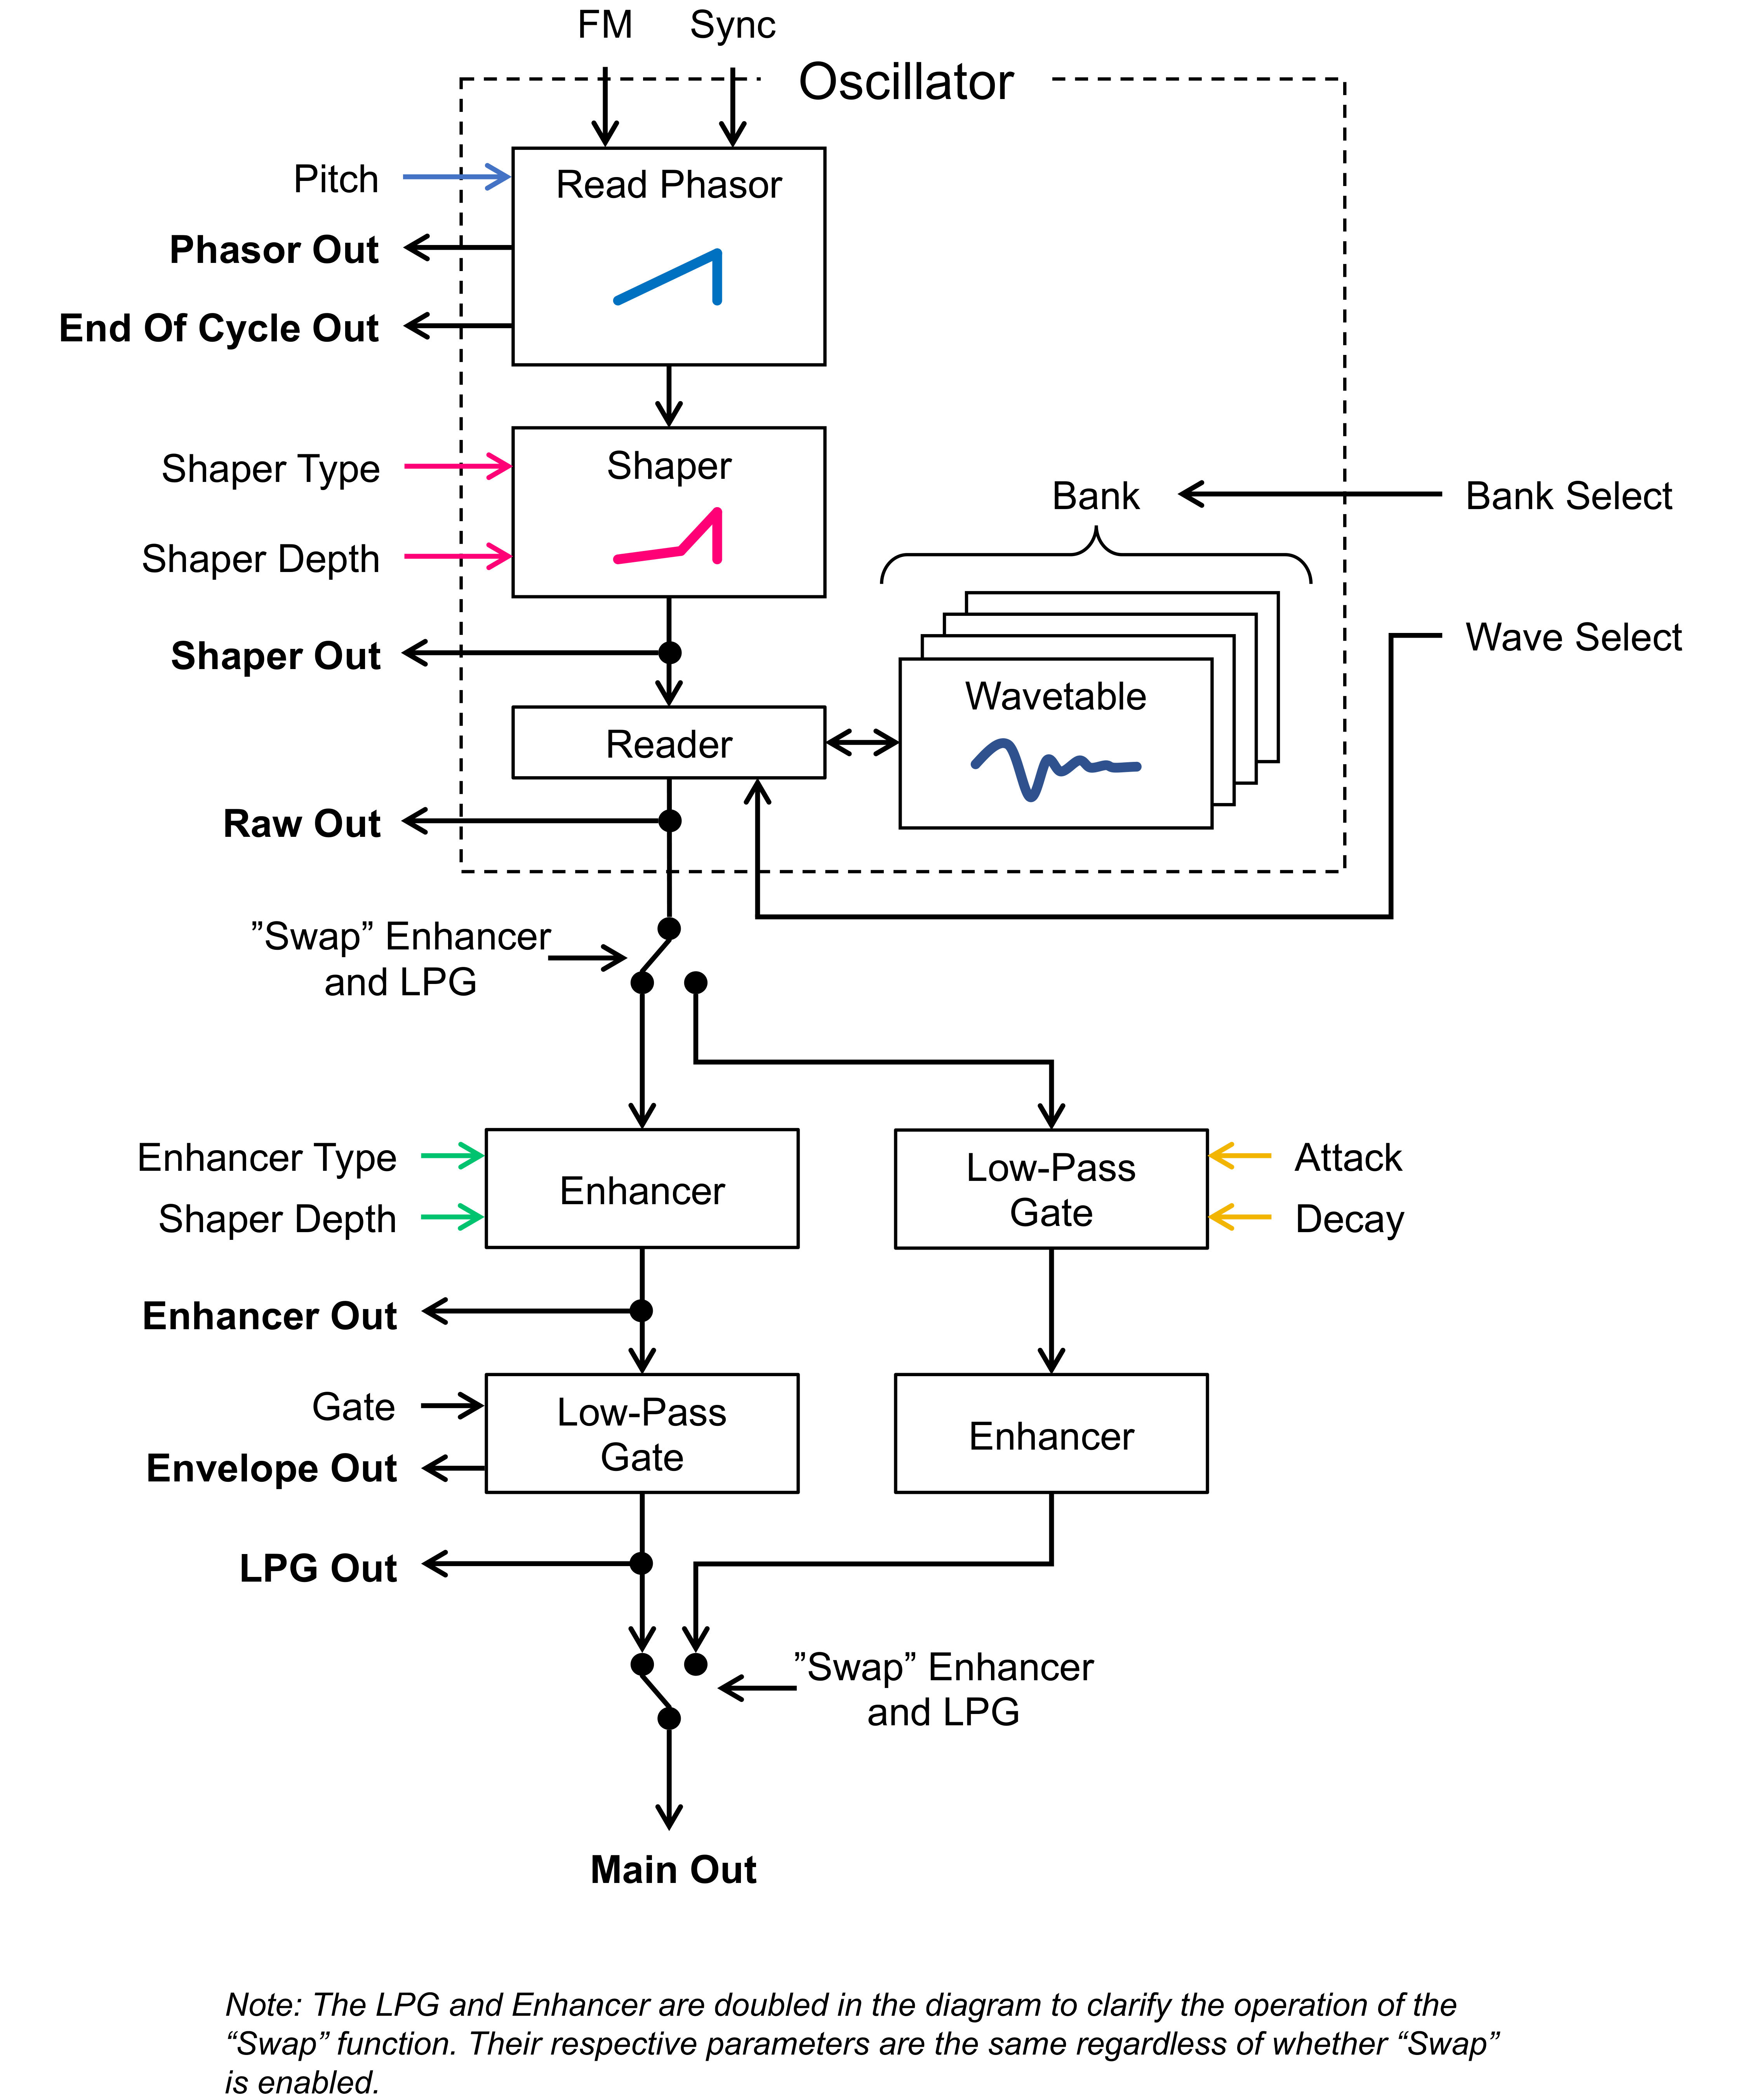 FM
Sync
Oscillator
Pitch
Read Phasor
Phasor Out
End Of Cycle Out
Shaper Type
Shaper
Bank
Bank Select
Shaper Depth
Shaper Out
Wave Select
Wavetable
Reader
Raw Out
”Swap” Enhancer
and LPG
Enhancer Type
Enhancer
Shaper Depth
Low-Pass
Gate
Attack
Decay
Enhancer Out
Gate
Low-Pass
Gate
Enhancer
Envelope Out
LPG Out
”Swap” Enhancer
and LPG
Main Out
Note: The LPG and Enhancer are doubled in the diagram to clarify the operation of the
“Swap” function. Their respective parameters are the same regardless of whether “Swap”
is enabled.